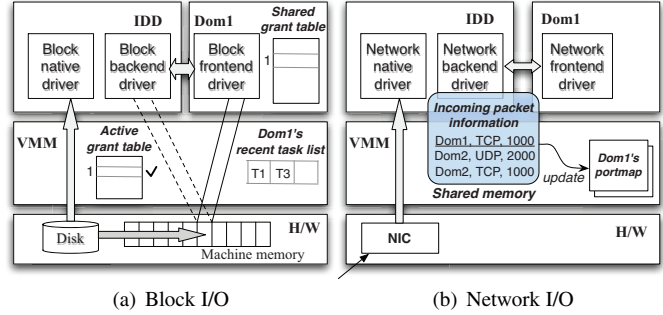 IDD
Dom1
Shared
grant table
Block
native
driver
Block
backend
driver
Block
frontend
driver
1
VMM
Active
grant table
1
Dom1's
recent task list
T1 T3
H/W
Disk
Machine memory
(a) Block I/O
IDD
Dom1
Network
native
driver
Network
backend
driver
Network
frontend
driver
Incoming packet
information
VMM
Dom1, TCP, 1000
Dom2, UDP, 2000
Dom2, TCP, 1000
Shared memory
update
Dom1's
portmap
NIC
H/W
(b) Network I/O